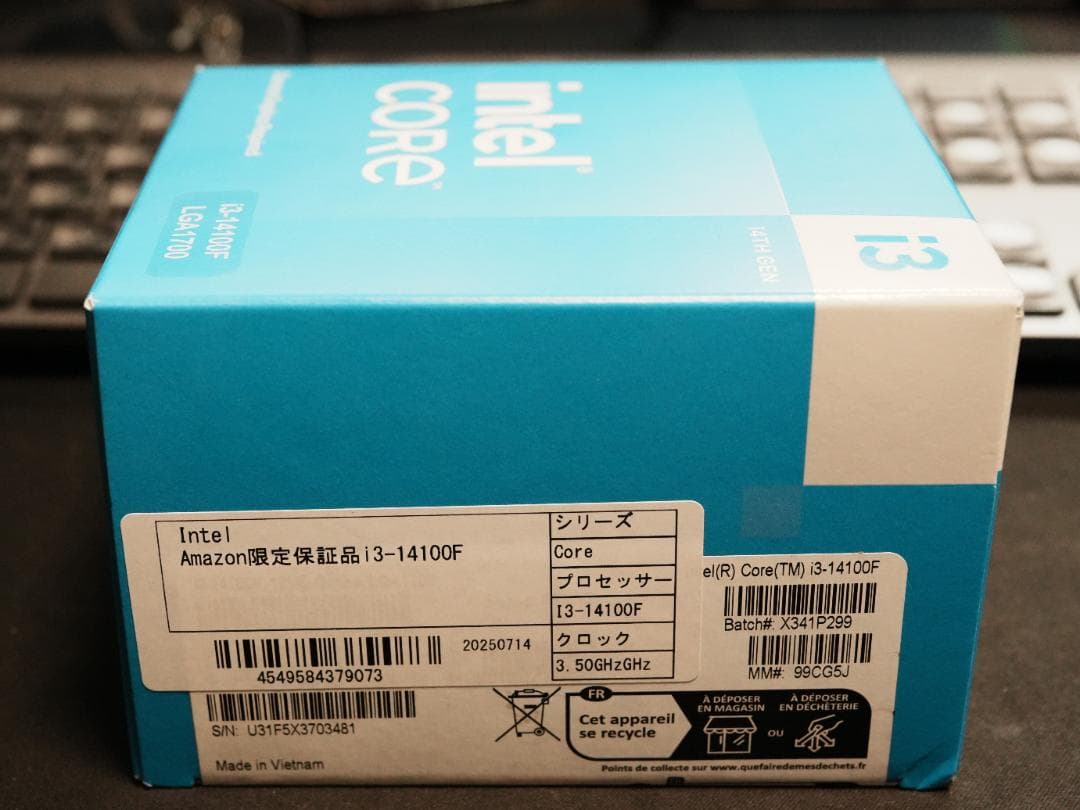 intel
CORE
i3-14100F
LGA1700
14TH GEN
i3
Intel
Amazon限定保証品i3-14100F
シリーズ
Core
プロセッサー
I3-14100F
クロック
3.50GHzGHz
20250714
4549584379073
el(R) Core(TM) i3-14100F
Batch#: X341P299
MM#: 99CG5J
S/N: U31F5X3703481
Made in Vietnam
FR
Cet appareil
se recycle
À DÉPOSER
EN MAGASIN
OU
À DÉPOSER
EN DÉCHÈTERIE
Points de collecte sur www.quefairedemesdechets.fr